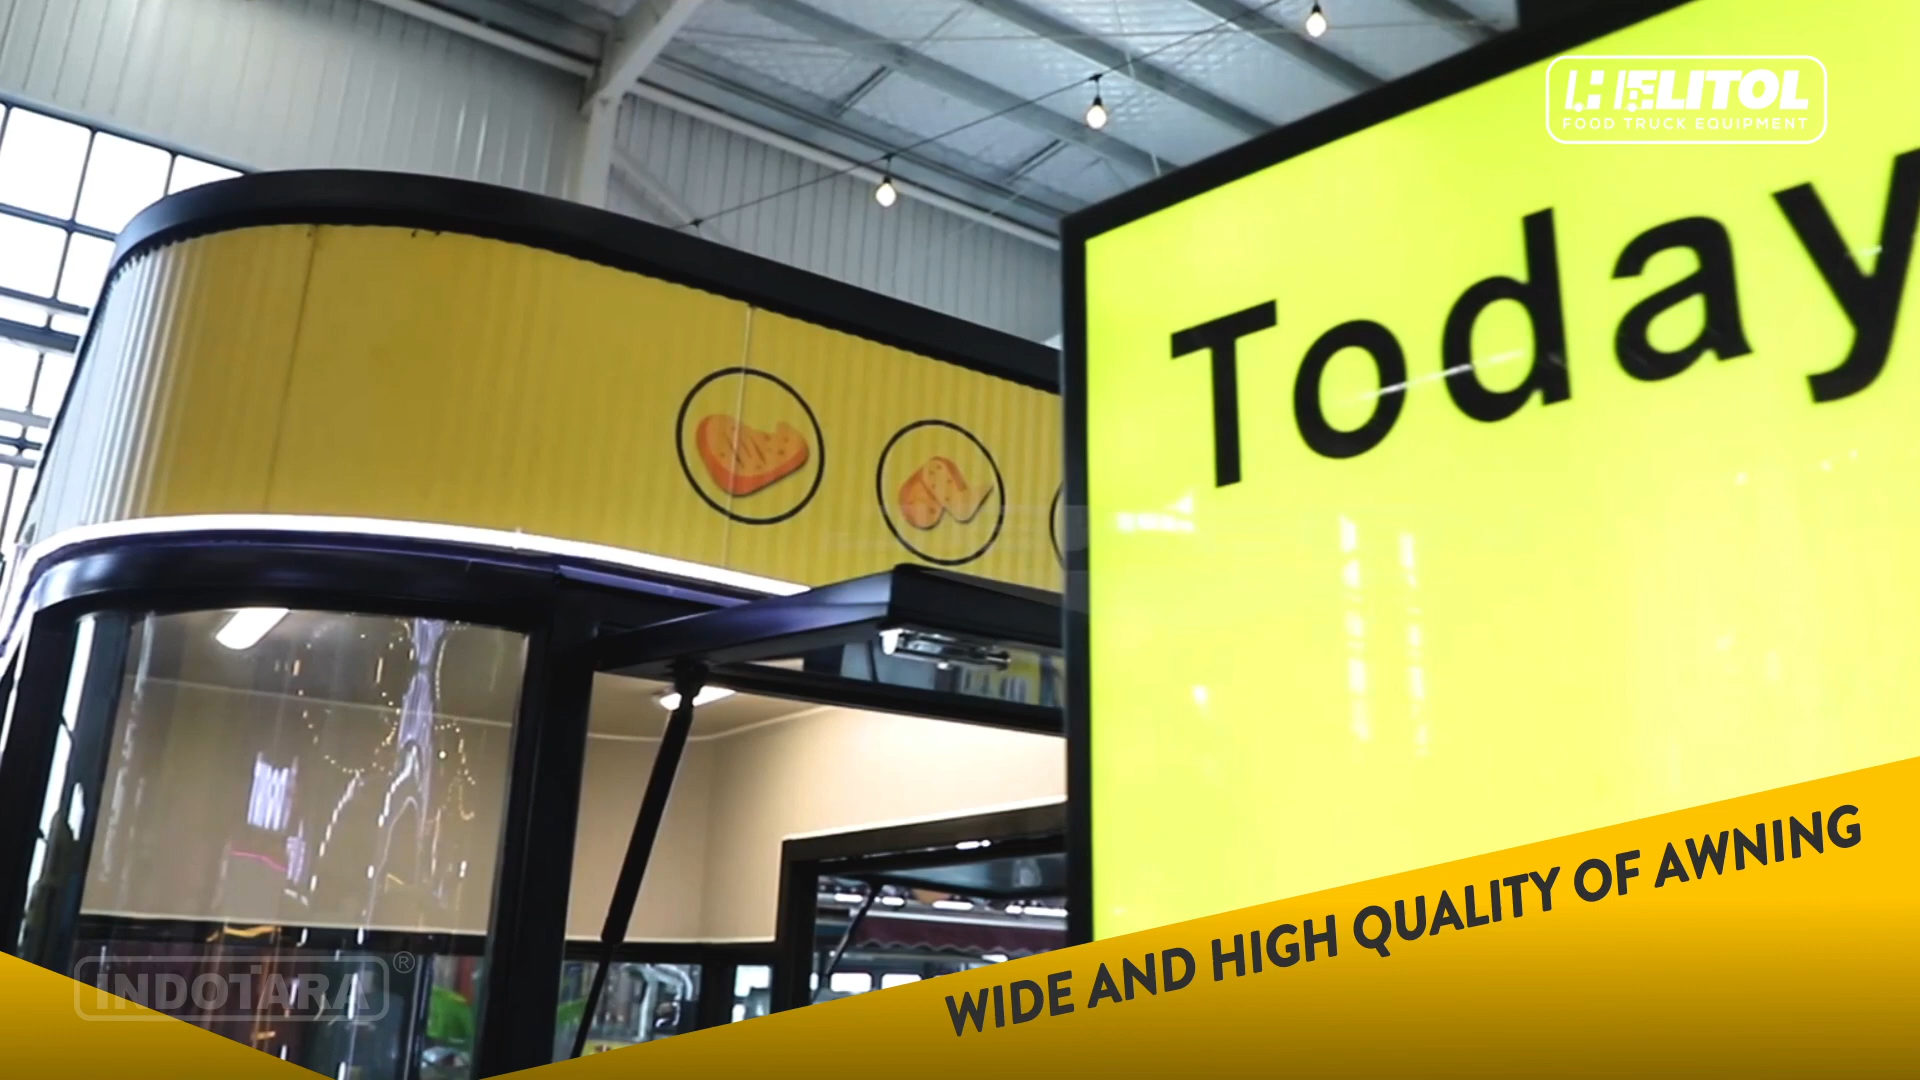 HELITOL
FOOD TRUCK EQUIPMENT
Today
WIDE AND HIGH QUALITY OF AWNING
INDOTARA®